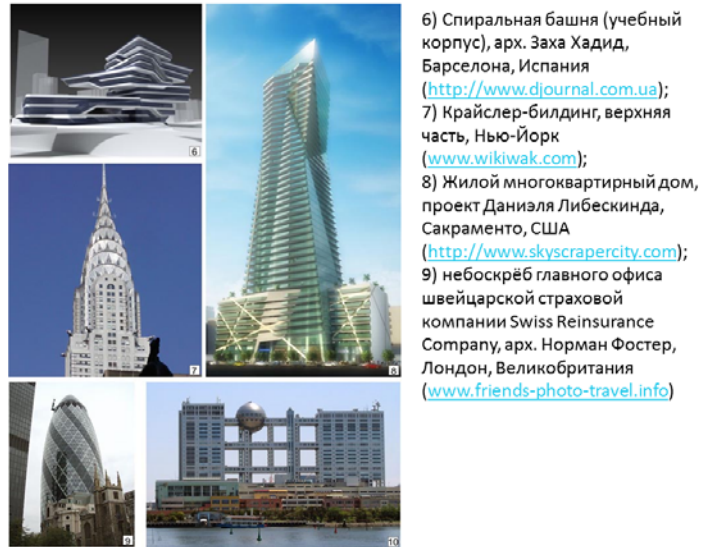 6) Спиральная башня (учебный
корпус), арх. Заха Хадид,
Барселона, Испания
(http://www.djournal.com.ua);
7) Крайслер-билдинг, верхняя
часть, Нью-Йорк
(www.wikiwak.com);
8) Жилой многоквартирный дом,
проект Даниэля Либескинда,
Сакраменто, США
(http://www.skyscrapercity.com);
9) небоскрёб главного офиса
швейцарской страховой
компании Swiss Reinsurance
Company, арх. Норман Фостер,
Лондон, Великобритания
(www.friends-photo-travel.info)
6
7
8
9
10